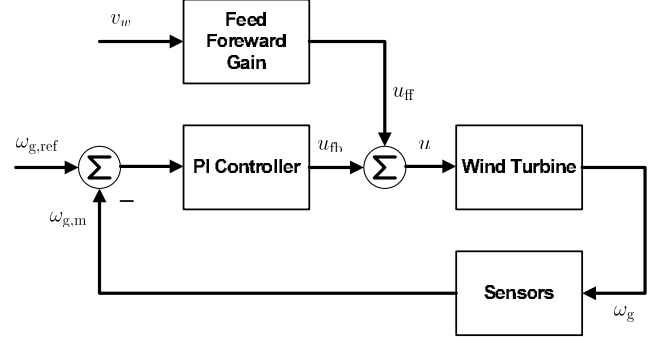 v_w
Feed
Foreward
Gain
u_ff
ω_g,ref
Σ
PI Controller
u_fb
Σ
u
Wind Turbine
ω_g,m
−
Sensors
ω_g